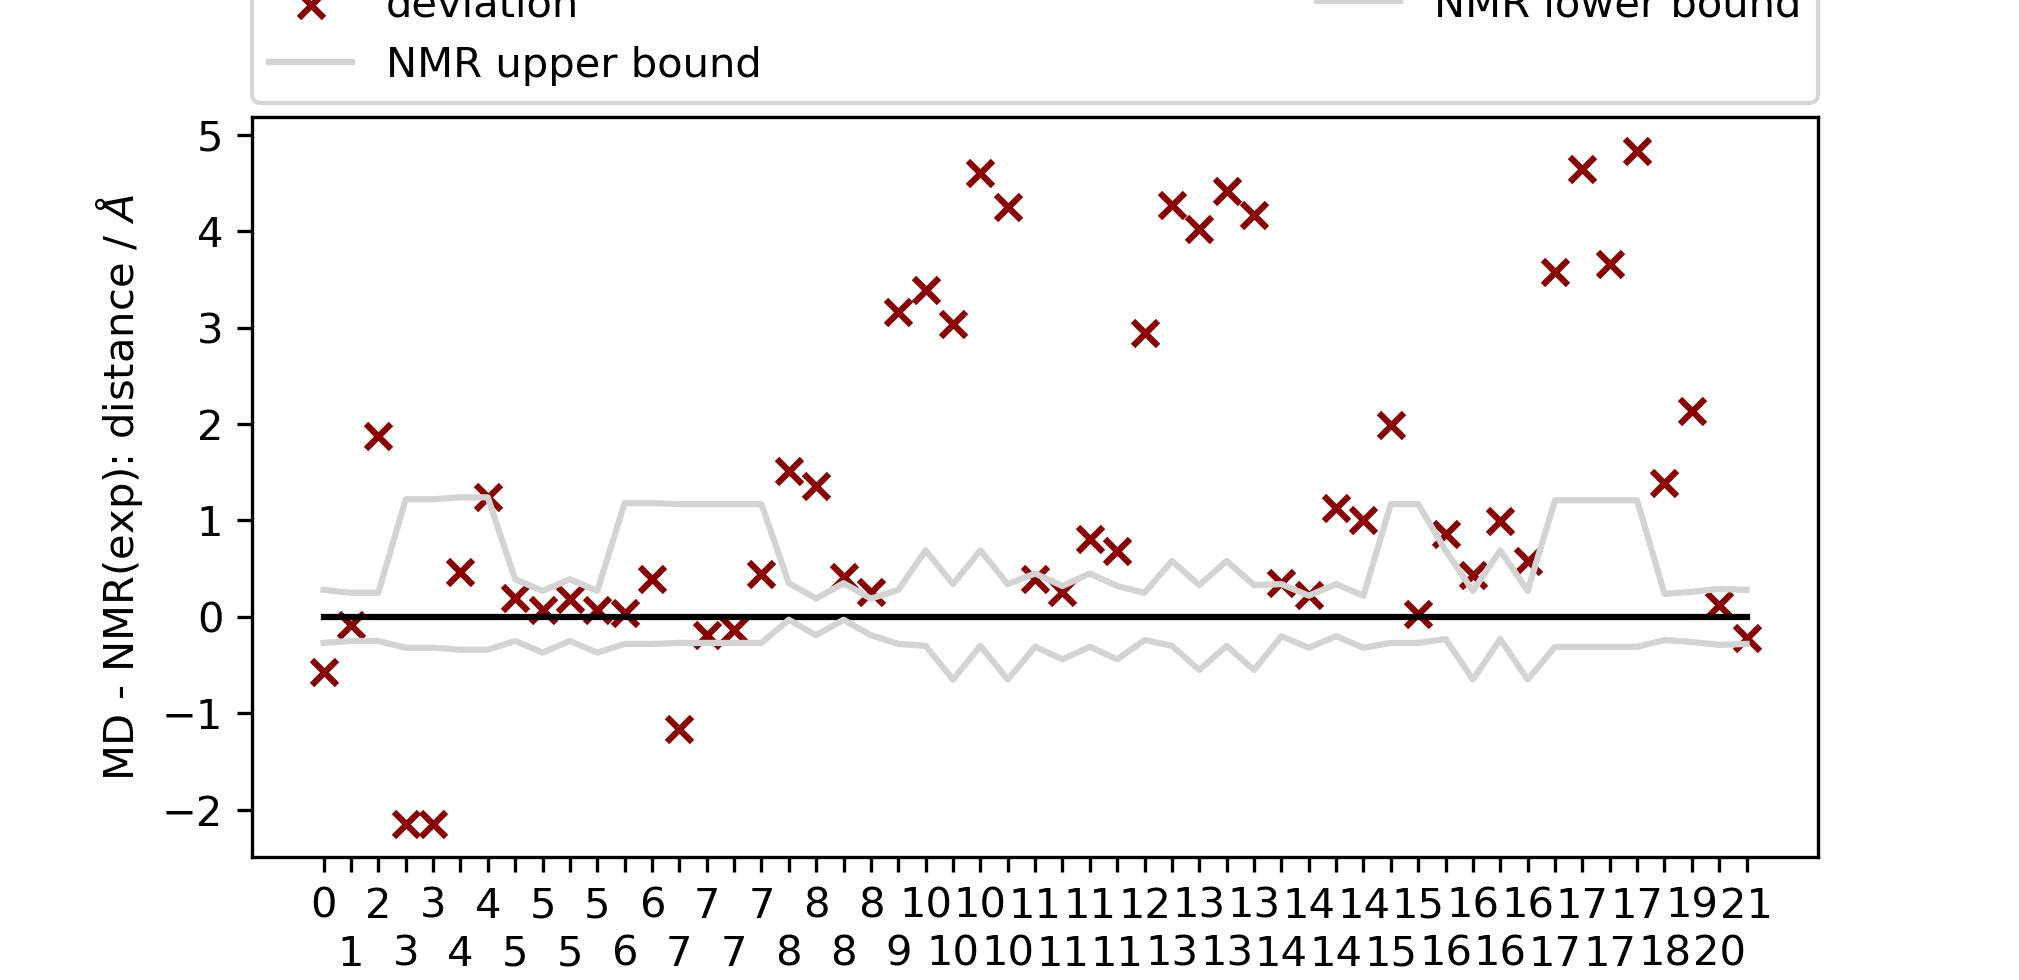 deviation NMR lower bound
NMR upper bound
MD - NMR(exp): distance / Å
5
4
3
2
1
0
−1
−2
0 2 3 4 5 5 6 7 7 8 8 10 10 11 11 12 13 13 14 14 15 16 16 17 17 19 21
1 3 4 5 5 6 7 7 8 8 9 10 10 11 11 13 13 14 14 15 16 16 17 17 18 20